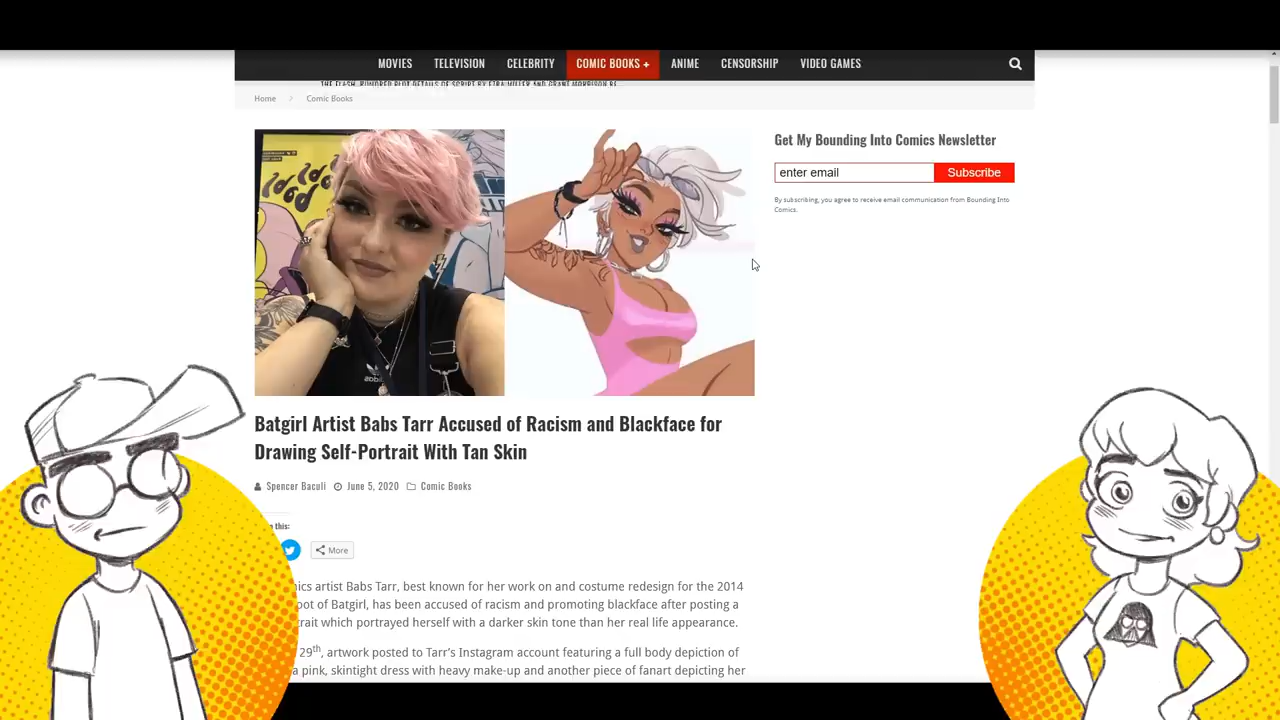 MOVIES TELEVISION CELEBRITY COMIC BOOKS + ANIME CENSORSHIP VIDEO GAMES
Home > Comic Books
Get My Bounding Into Comics Newsletter
enter email Subscribe
By subscribing, you agree to receive email communication from Bounding Into
Comics.
Batgirl Artist Babs Tarr Accused of Racism and Blackface for
Drawing Self-Portrait With Tan Skin
Spencer Baculi June 5, 2020 Comic Books
this:
More
artist Babs Tarr, best known for her work on and costume redesign for the 2014
of Batgirl, has been accused of racism and promoting blackface after posting a
which portrayed herself with a darker skin tone than her real life appearance.
29th, artwork posted to Tarr's Instagram account featuring a full body depiction of
a pink, skintight dress with heavy make-up and another piece of fanart depicting her